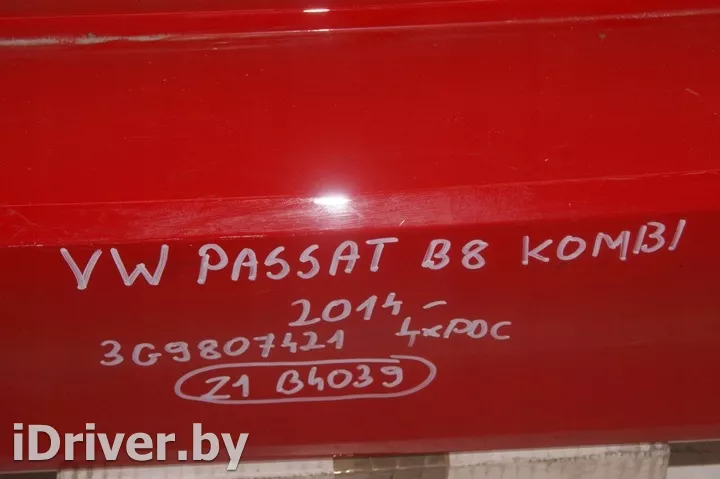 VW PASSAT B8 KOMBI
2014-
3G9807421 4xPDC
Z1 B4039
iDriver.by